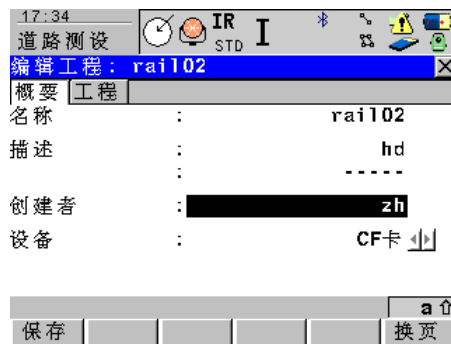 17:34
道路测设
IR
STD
I
编辑工程: rail02
概要 工程
名称 : rail02
描述 : hd
: -----
创建者 : zh
设备 : CF卡
a
保存 换页